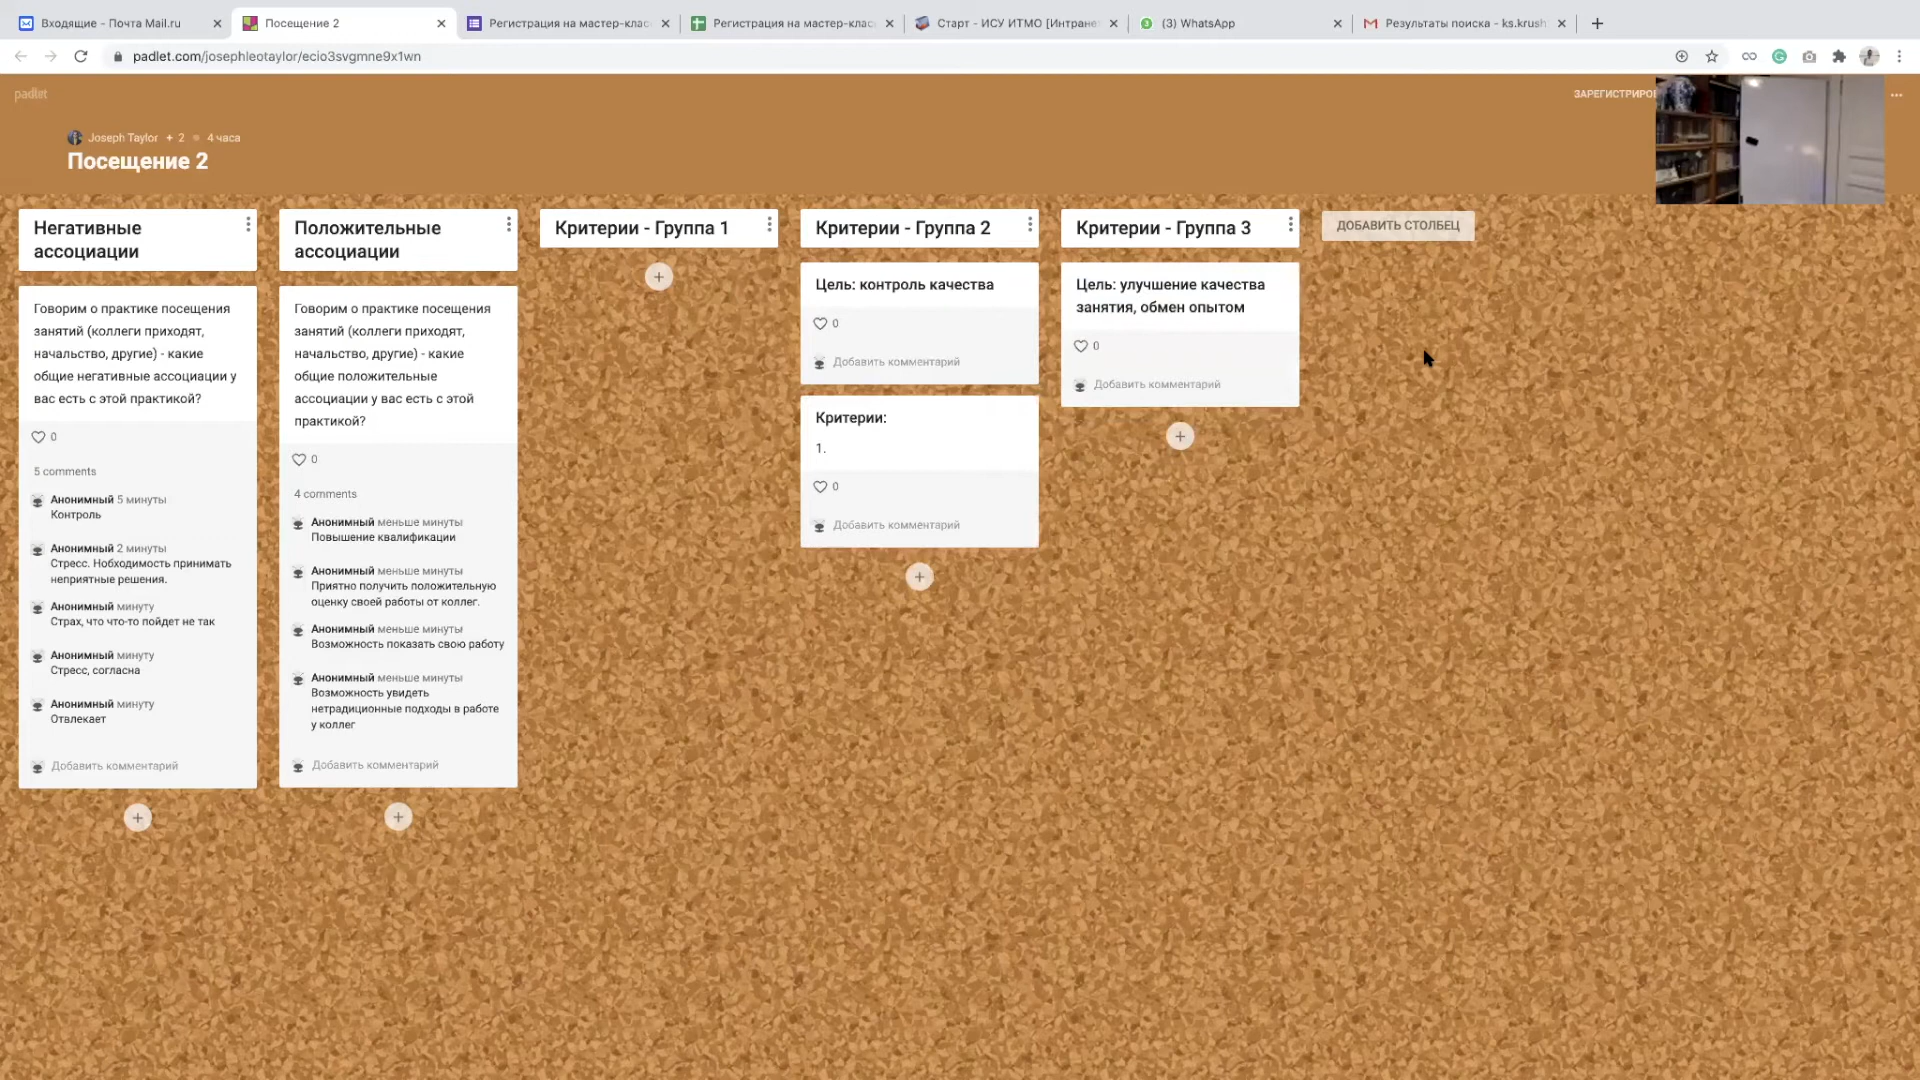 Входящие - Почта Mail.ru
Посещение 2
Регистрация на мастер-клас
Регистрация на мастер-клас
Старт - ИСУ ИТМО [Интране
(3) WhatsApp
Результаты поиска - ks.krush
padlet.com/josephleotaylor/ecio3svgmne9x1wn
padlet
ЗАРЕГИСТРИРОВ
Joseph Taylor + 2 4 часа
Посещение 2
Негативные
ассоциации
Говорим о практике посещения
занятий (коллеги приходят,
начальство, другие) - какие
общие негативные ассоциации у
вас есть с этой практикой?
0
5 comments
Анонимный 5 минуты
Контроль
Анонимный 2 минуты
Стресс. Нобходимость принимать
неприятные решения.
Анонимный минуту
Страх, что что-то пойдет не так
Анонимный минуту
Стресс, согласна
Анонимный минуту
Отвлекает
Добавить комментарий
Положительные
ассоциации
Говорим о практике посещения
занятий (коллеги приходят,
начальство, другие) - какие
общие положительные
ассоциации у вас есть с этой
практикой?
0
4 comments
Анонимный меньше минуты
Повышение квалификации
Анонимный меньше минуты
Приятно получить положительную
оценку своей работы от коллег.
Анонимный меньше минуты
Возможность показать свою работу
Анонимный меньше минуты
Возможность увидеть
нетрадиционные подходы в работе
у коллег
Добавить комментарий
Критерии - Группа 1
Критерии - Группа 2
Цель: контроль качества
0
Добавить комментарий
Критерии:
1.
0
Добавить комментарий
Критерии - Группа 3
Цель: улучшение качества
занятия, обмен опытом
0
Добавить комментарий
ДОБАВИТЬ СТОЛБЕЦ